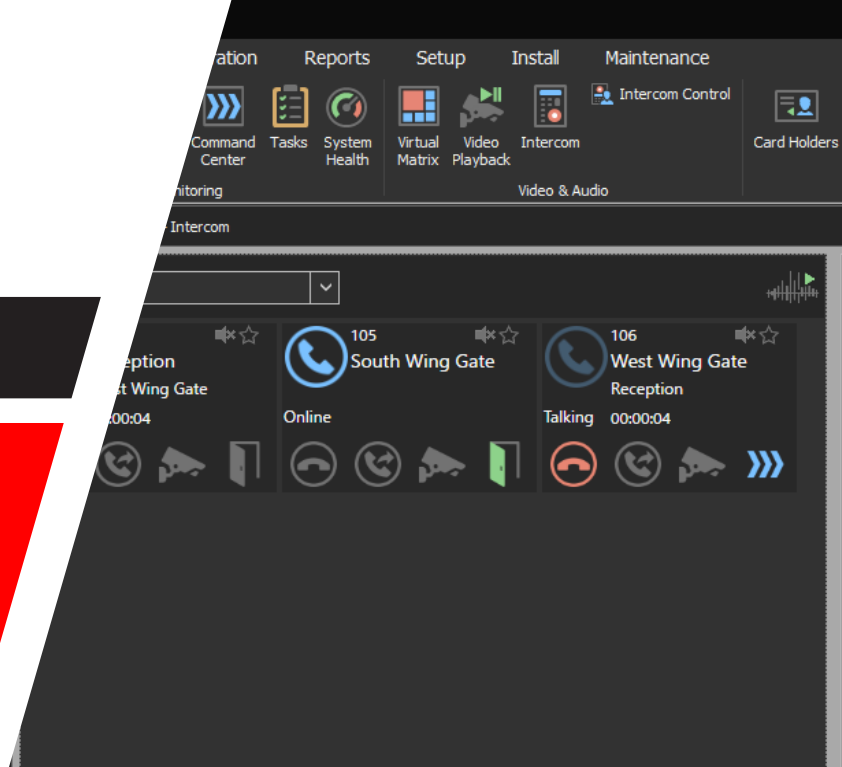 ation Reports Setup Install Maintenance
Intercom Control
Command Center Tasks System Health Virtual Matrix Video Playback Intercom Card Holders
nitoring Video & Audio
Intercom
105 106
eption South Wing Gate West Wing Gate
st Wing Gate Reception
:00:04 Online Talking 00:00:04